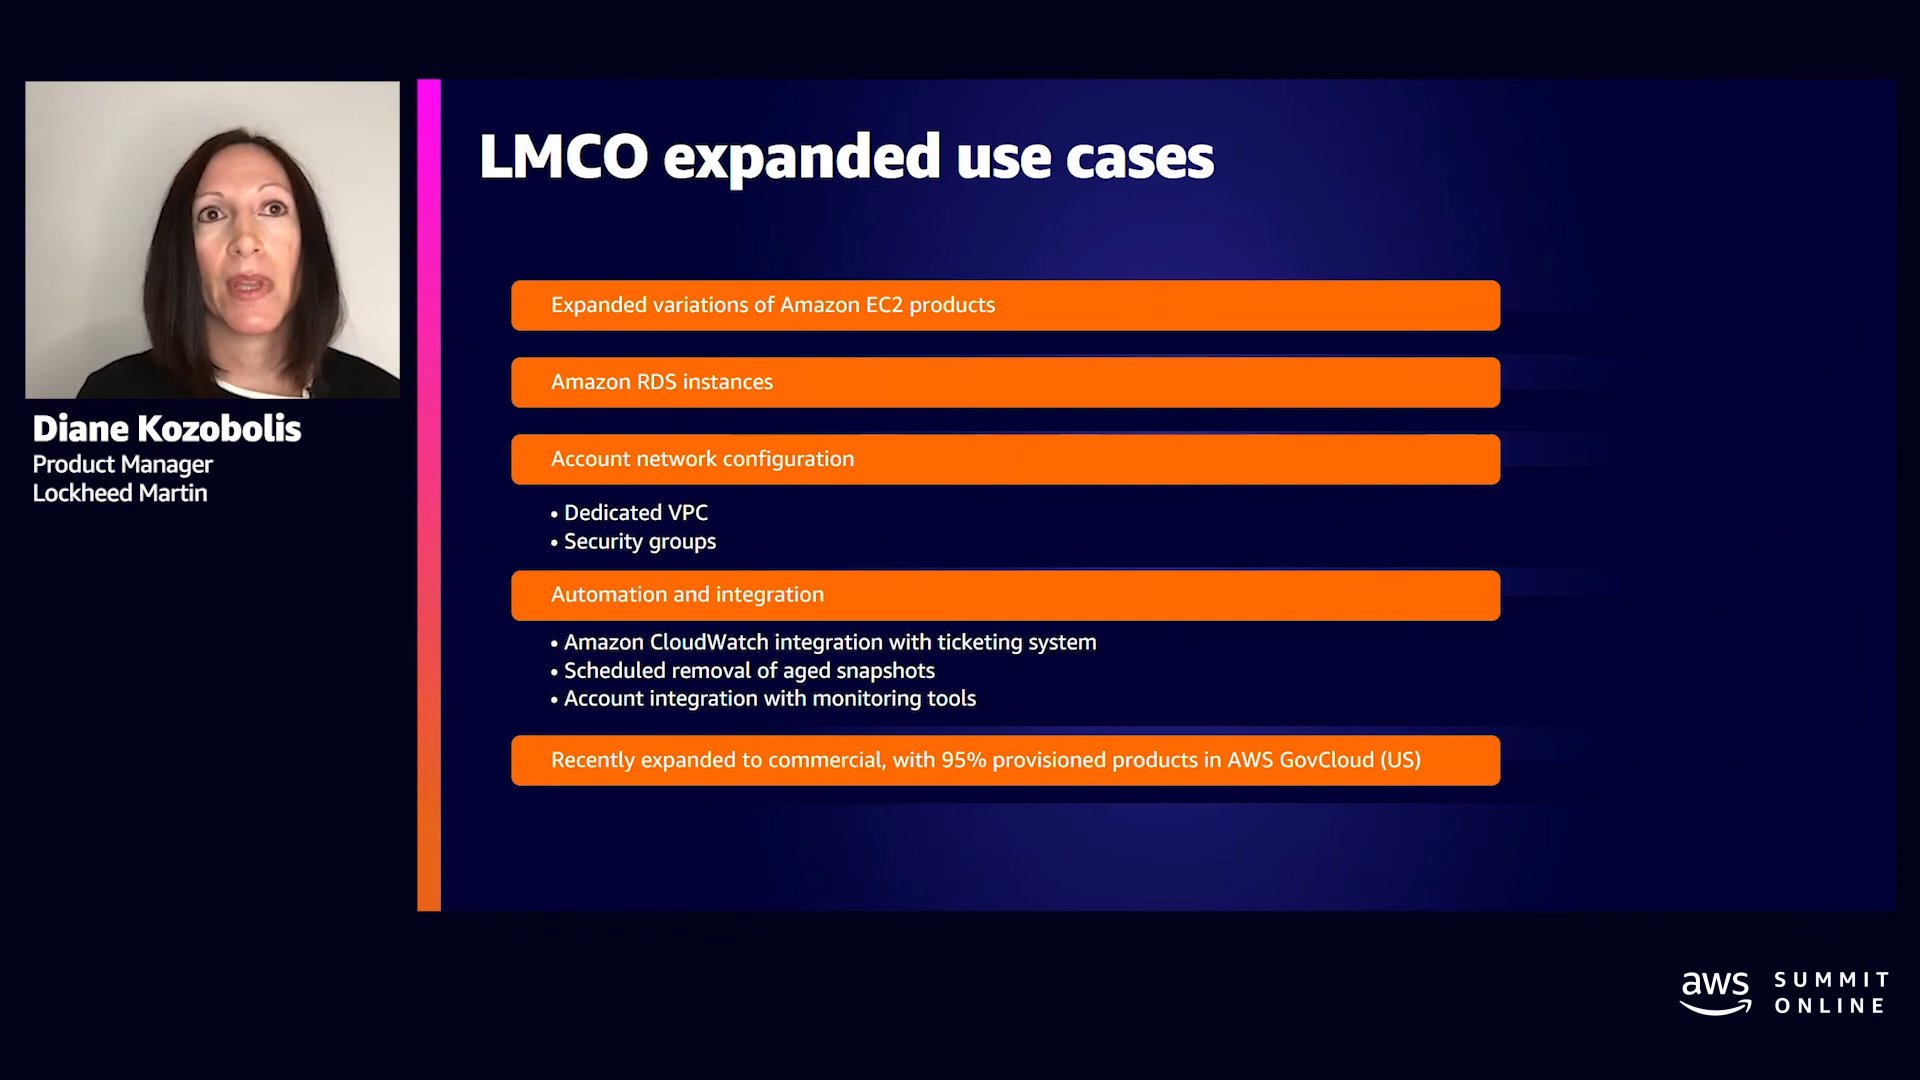 LMCO expanded use cases
Expanded variations of Amazon EC2 products
Amazon RDS instances
Account network configuration
• Dedicated VPC
• Security groups
Automation and integration
• Amazon CloudWatch integration with ticketing system
• Scheduled removal of aged snapshots
• Account integration with monitoring tools
Recently expanded to commercial, with 95% provisioned products in AWS GovCloud (US)
Diane Kozobolis
Product Manager
Lockheed Martin
aws
SUMMIT
ONLINE